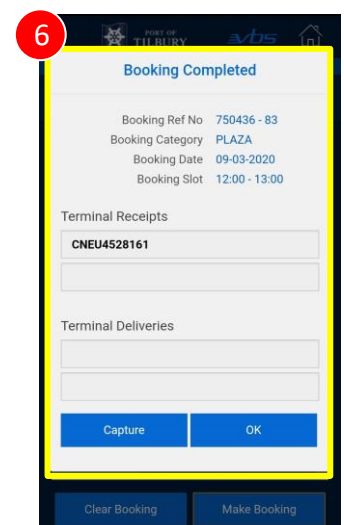 6
PORT OF
TILBURY
vbs
Booking Completed
Booking Ref No 750436 - 83
Booking Category PLAZA
Booking Date 09-03-2020
Booking Slot 12:00 - 13:00
Terminal Receipts
CNEU4528161
Terminal Deliveries
Capture OK
Clear Booking Make Booking